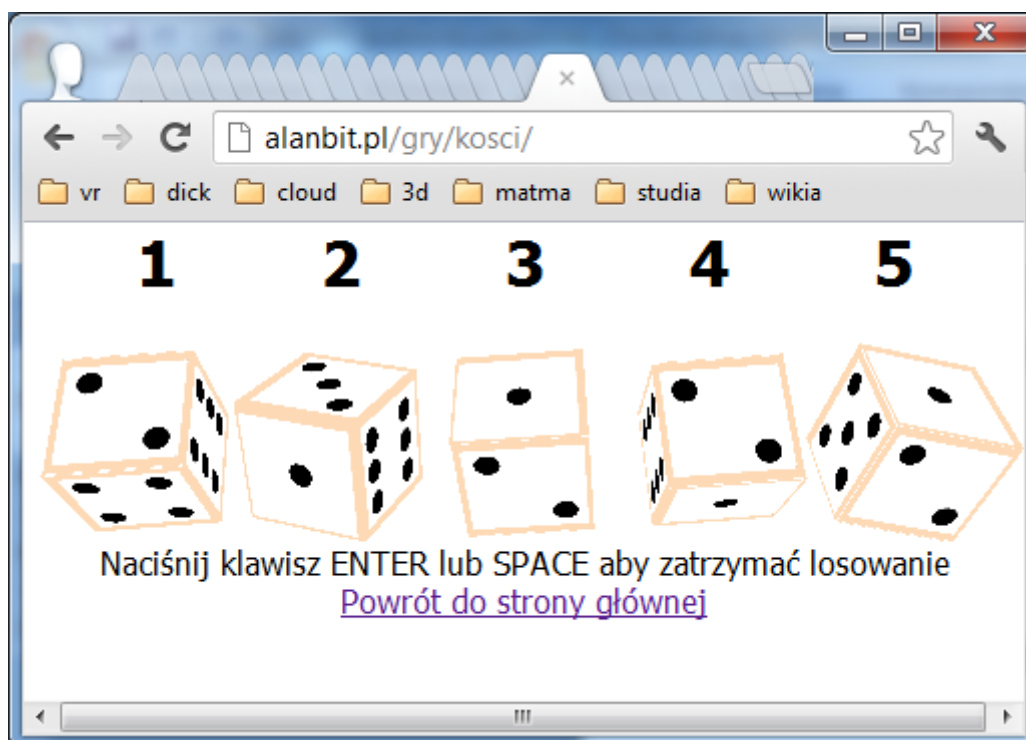 alanbit.pl/gry/kosci/
vr dick cloud 3d matma studia wikia
1 2 3 4 5
Naciśnij klawisz ENTER lub SPACE aby zatrzymać losowanie
Powrót do strony głównej